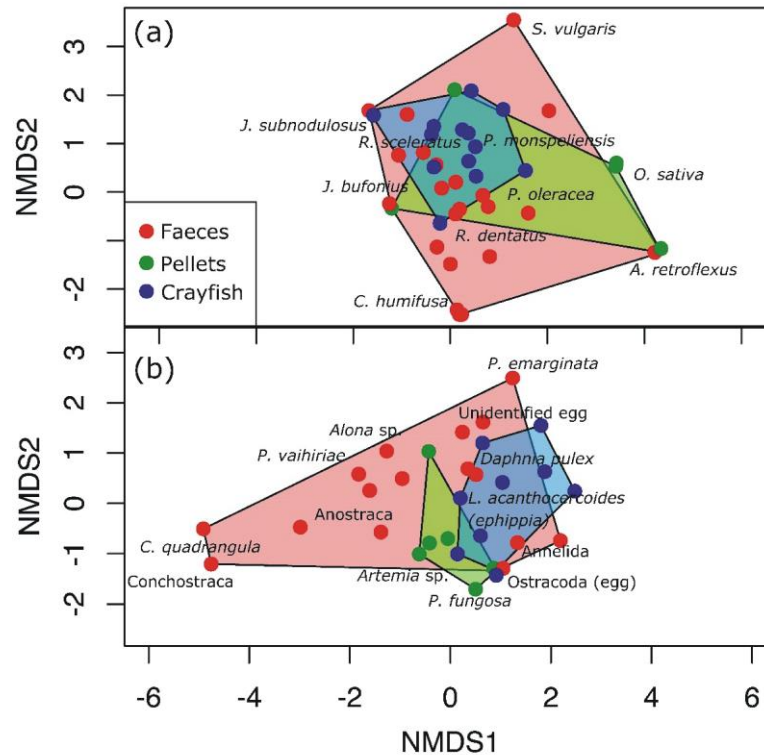 (a)
NMDS2
3
2
1
0
-2
S. vulgaris
J. subnodulosus
R. sceleratus
P. monspeliensis
J. bufonius
P. oleracea
O. sativa
R. dentatus
A. retroflexus
C. humifusa
Faeces
Pellets
Crayfish
(b)
NMDS2
3
2
1
0
-1
-2
P. emarginata
Unidentified egg
Alona sp.
P. vaihiriae
Daphnia pulex
L. acanthocercoides
(ephippia)
Anostraca
C. quadrangula
Annelida
Conchostraca
Artemia sp.
Ostracoda (egg)
P. fungosa
-6 -4 -2 0 2 4 6
NMDS1